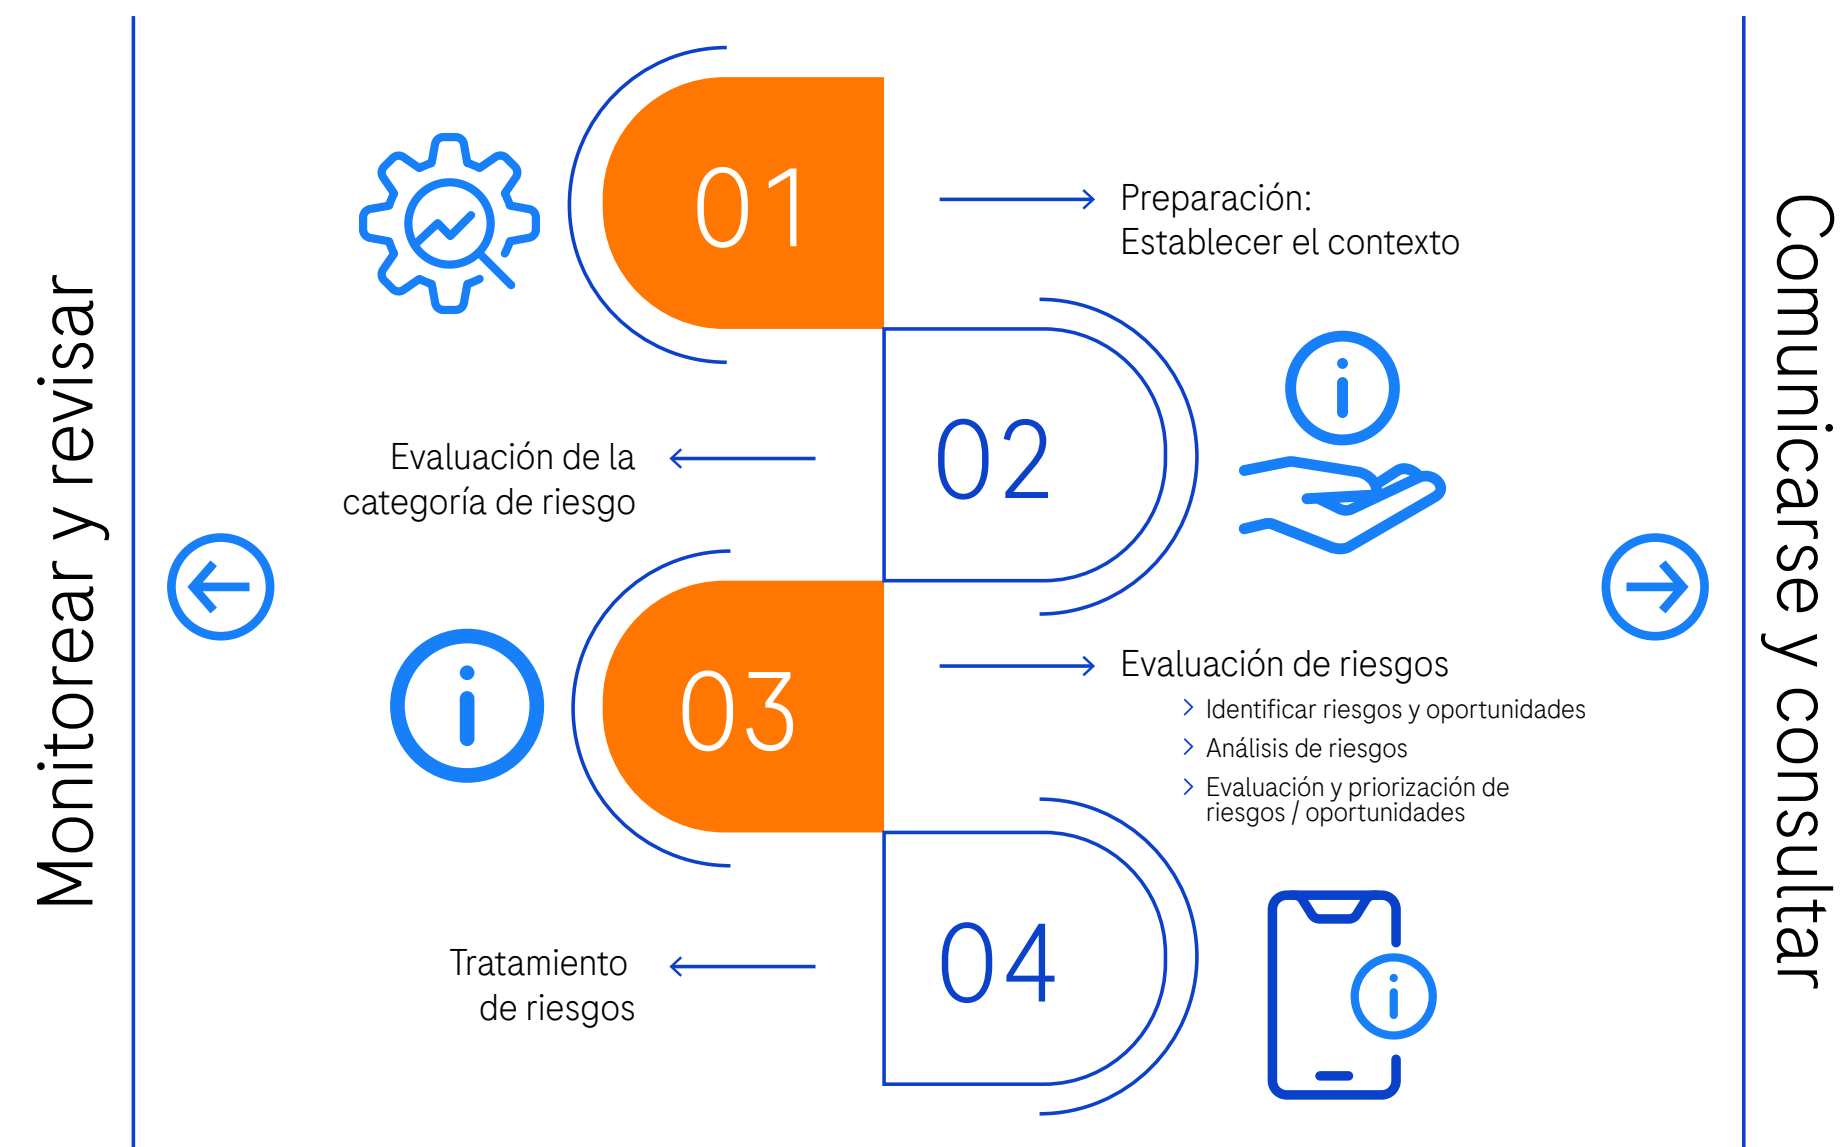 Monitorear y revisar
01
Preparación:
Establecer el contexto
02
Evaluación de la
categoría de riesgo
03
Evaluación de riesgos
Identificar riesgos y oportunidades
Análisis de riesgos
Evaluación y priorización de
riesgos / oportunidades
04
Tratamiento
de riesgos
Comunicarse y consultar